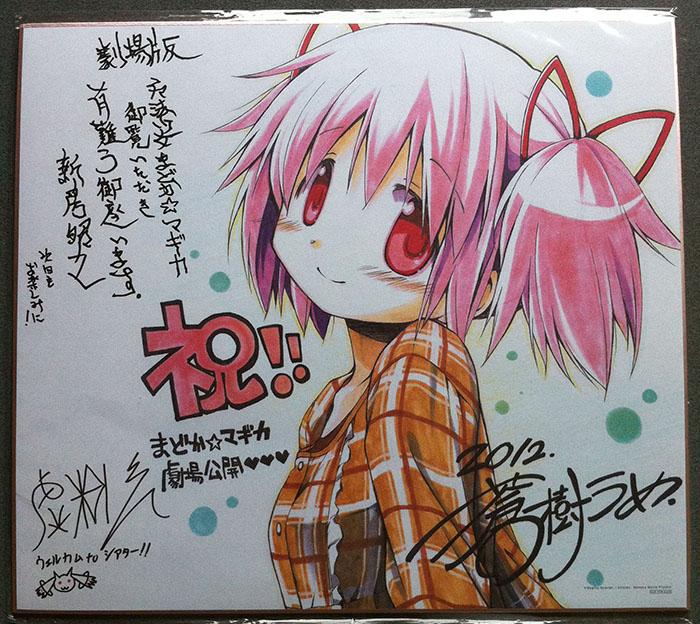 劇場版
魔法少女まどか☆マギカ
御覧いただき
有難う御座います。
新房昭之
次回も
お楽しみに!
祝!!
まどか☆マギカ
劇場公開♥♥♥
2012.
蒼樹うめ.
虚淵玄
ウェルカム to シアター!!